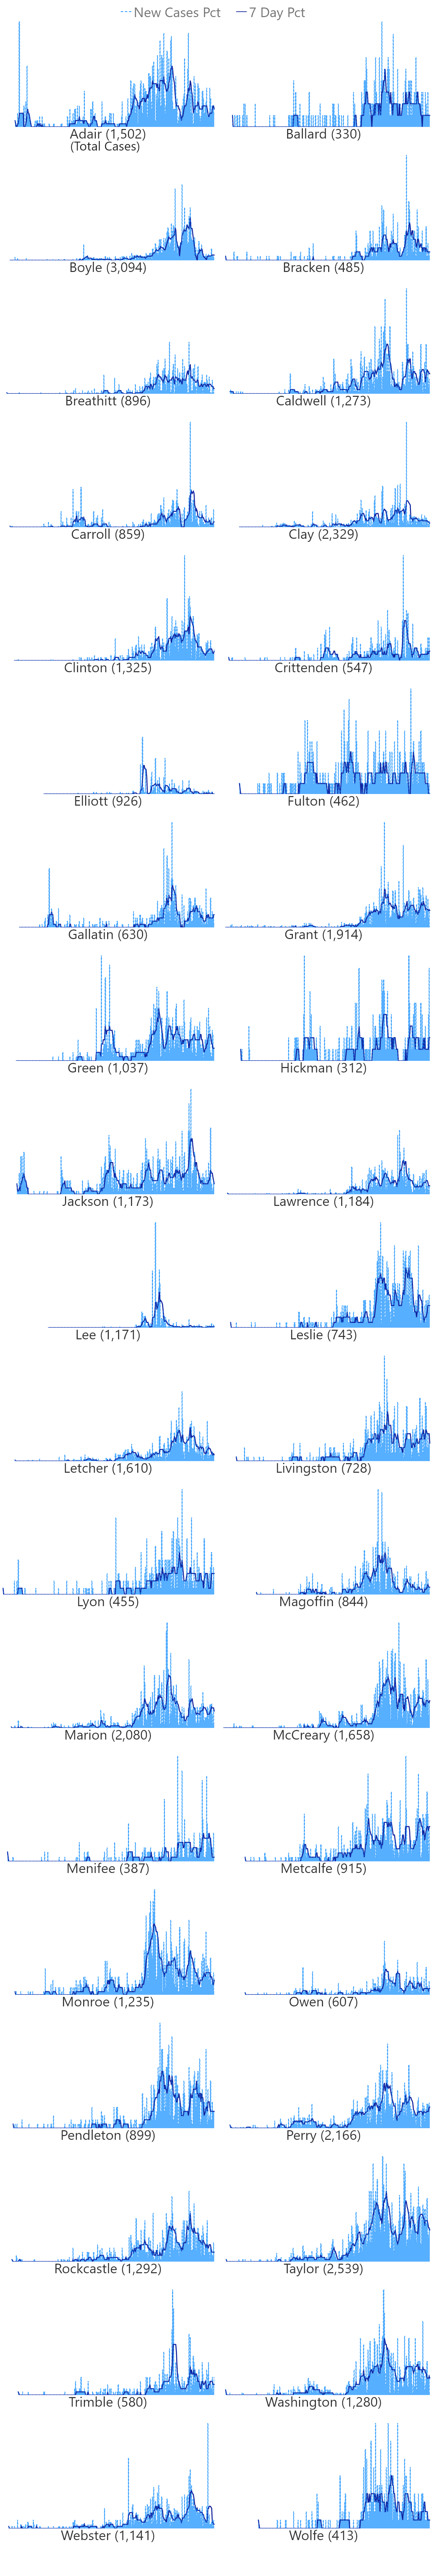 New Cases Pct 7 Day Pct
Adair (1,502) Ballard (330)
(Total Cases)
Boyle (3,094) Bracken (485)
Breathitt (896) Caldwell (1,273)
Carroll (859) Clay (2,329)
Clinton (1,325) Crittenden (547)
Elliott (926) Fulton (462)
Gallatin (630) Grant (1,914)
Green (1,037) Hickman (312)
Jackson (1,173) Lawrence (1,184)
Lee (1,171) Leslie (743)
Letcher (1,610) Livingston (728)
Lyon (455) Magoffin (844)
Marion (2,080) McCreary (1,658)
Menifee (387) Metcalfe (915)
Monroe (1,235) Owen (607)
Pendleton (899) Perry (2,166)
Rockcastle (1,292) Taylor (2,539)
Trimble (580) Washington (1,280)
Webster (1,141) Wolfe (413)